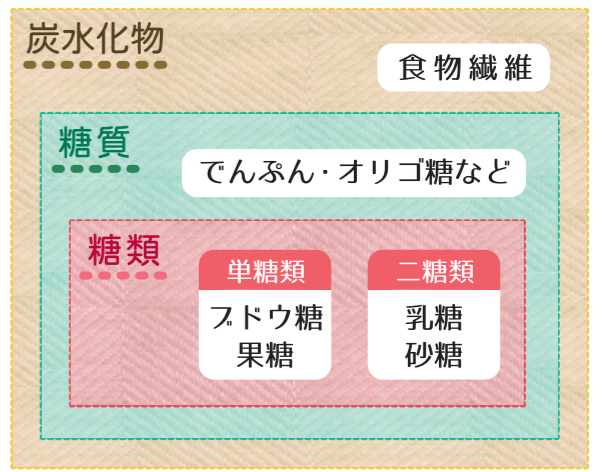 炭水化物
食物繊維
糖質
でんぷん・オリゴ糖など
糖類
単糖類
ブドウ糖
果糖
二糖類
乳糖
砂糖